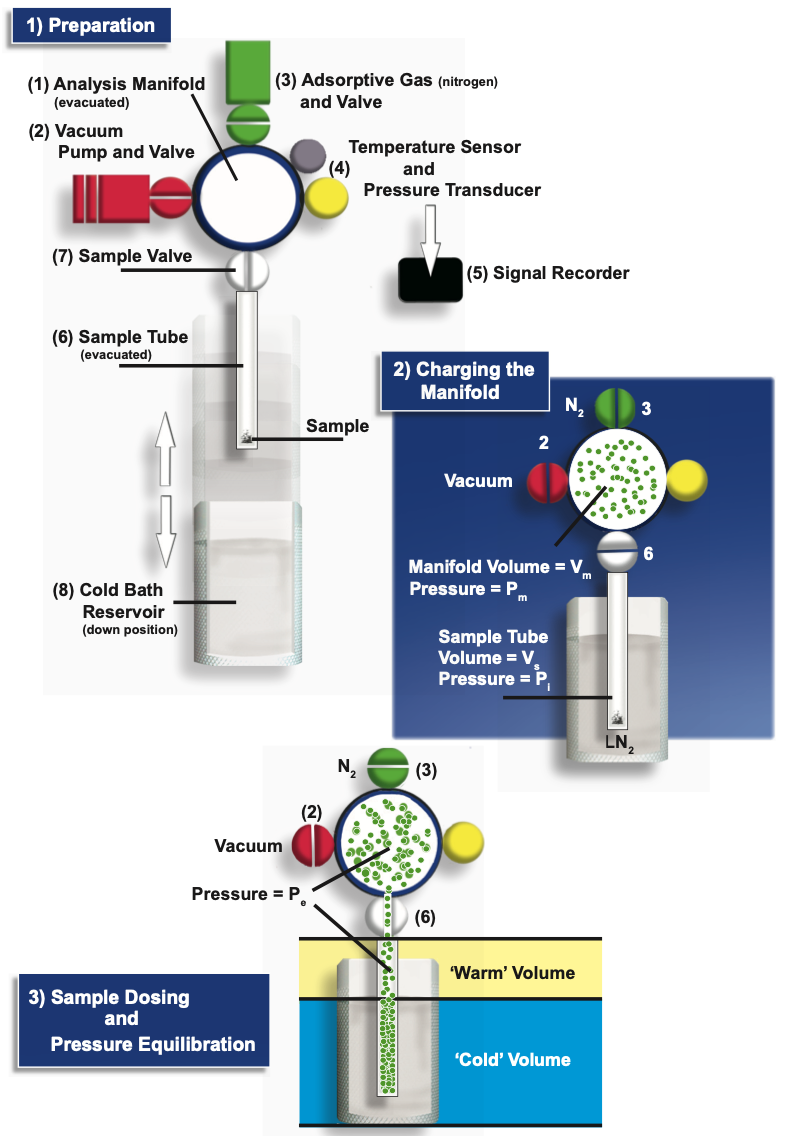 1) Preparation
(1) Analysis Manifold
(evacuated)
(3) Adsorptive Gas (nitrogen)
and Valve
(2) Vacuum
Pump and Valve
(4)
Temperature Sensor
and
Pressure Transducer
(7) Sample Valve
(5) Signal Recorder
(6) Sample Tube
(evacuated)
Sample
(8) Cold Bath
Reservoir
(down position)
2) Charging the
Manifold
N2
3
2
Vacuum
6
Manifold Volume = Vm
Pressure = Pm
Sample Tube
Volume = Vs
Pressure = Pi
LN2
N2
(3)
(2)
Vacuum
Pressure = Pe
(6)
‘Warm’ Volume
3) Sample Dosing
and
Pressure Equilibration
‘Cold’ Volume